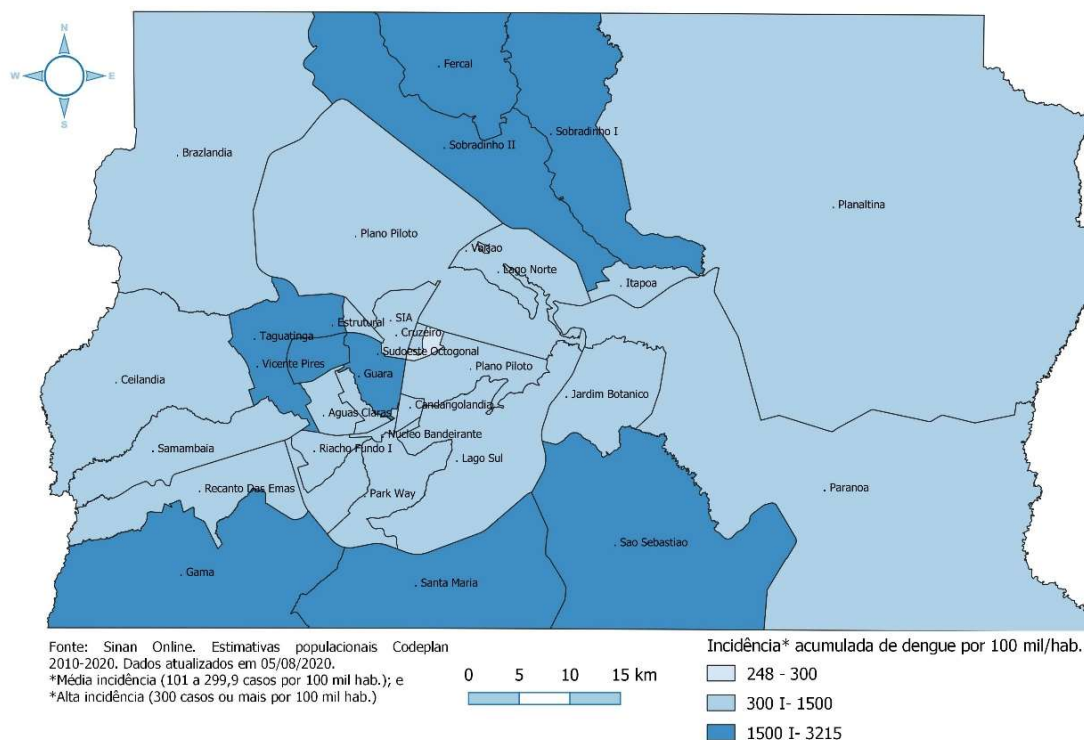 N
W E
S
. Fercal
. Sobradinho I
. Sobradinho II
. Brazlandia
. Planaltina
. Plano Piloto
. Varjao
. Lago Norte
. Itapoa
. SIA
. Estrutural
. Cruzeiro
. Taguatinga
. Sudoeste Octogonal
. Vicente Pires
. Plano Piloto
. Guara
. Ceilandia
. Jardim Botanico
. Candangolandia
. Aguas Claras
. Nucleo Bandeirante
. Samambaia
. Riacho Fundo I
. Lago Sul
. Recanto Das Emas
. Park Way
. Paranoa
. Sao Sebastiao
. Gama
. Santa Maria
Fonte: Sinan Online. Estimativas populacionais Codeplan
2010-2020. Dados atualizados em 05/08/2020.
*Média incidência (101 a 299,9 casos por 100 mil hab.); e
*Alta incidência (300 casos ou mais por 100 mil hab.)
0 5 10 15 km
Incidência* acumulada de dengue por 100 mil/hab.
248 - 300
300 I- 1500
1500 I- 3215